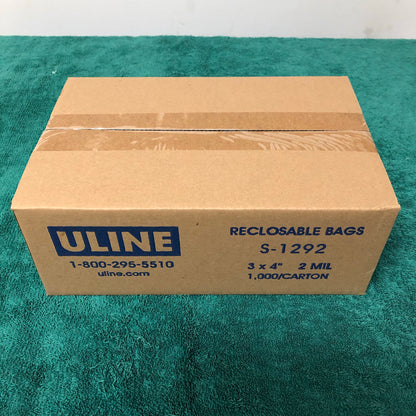 ULINE
1-800-295-5510
uline.com
RECLOSABLE BAGS
S-1292
3 x 4" 2 MIL
1,000/CARTON